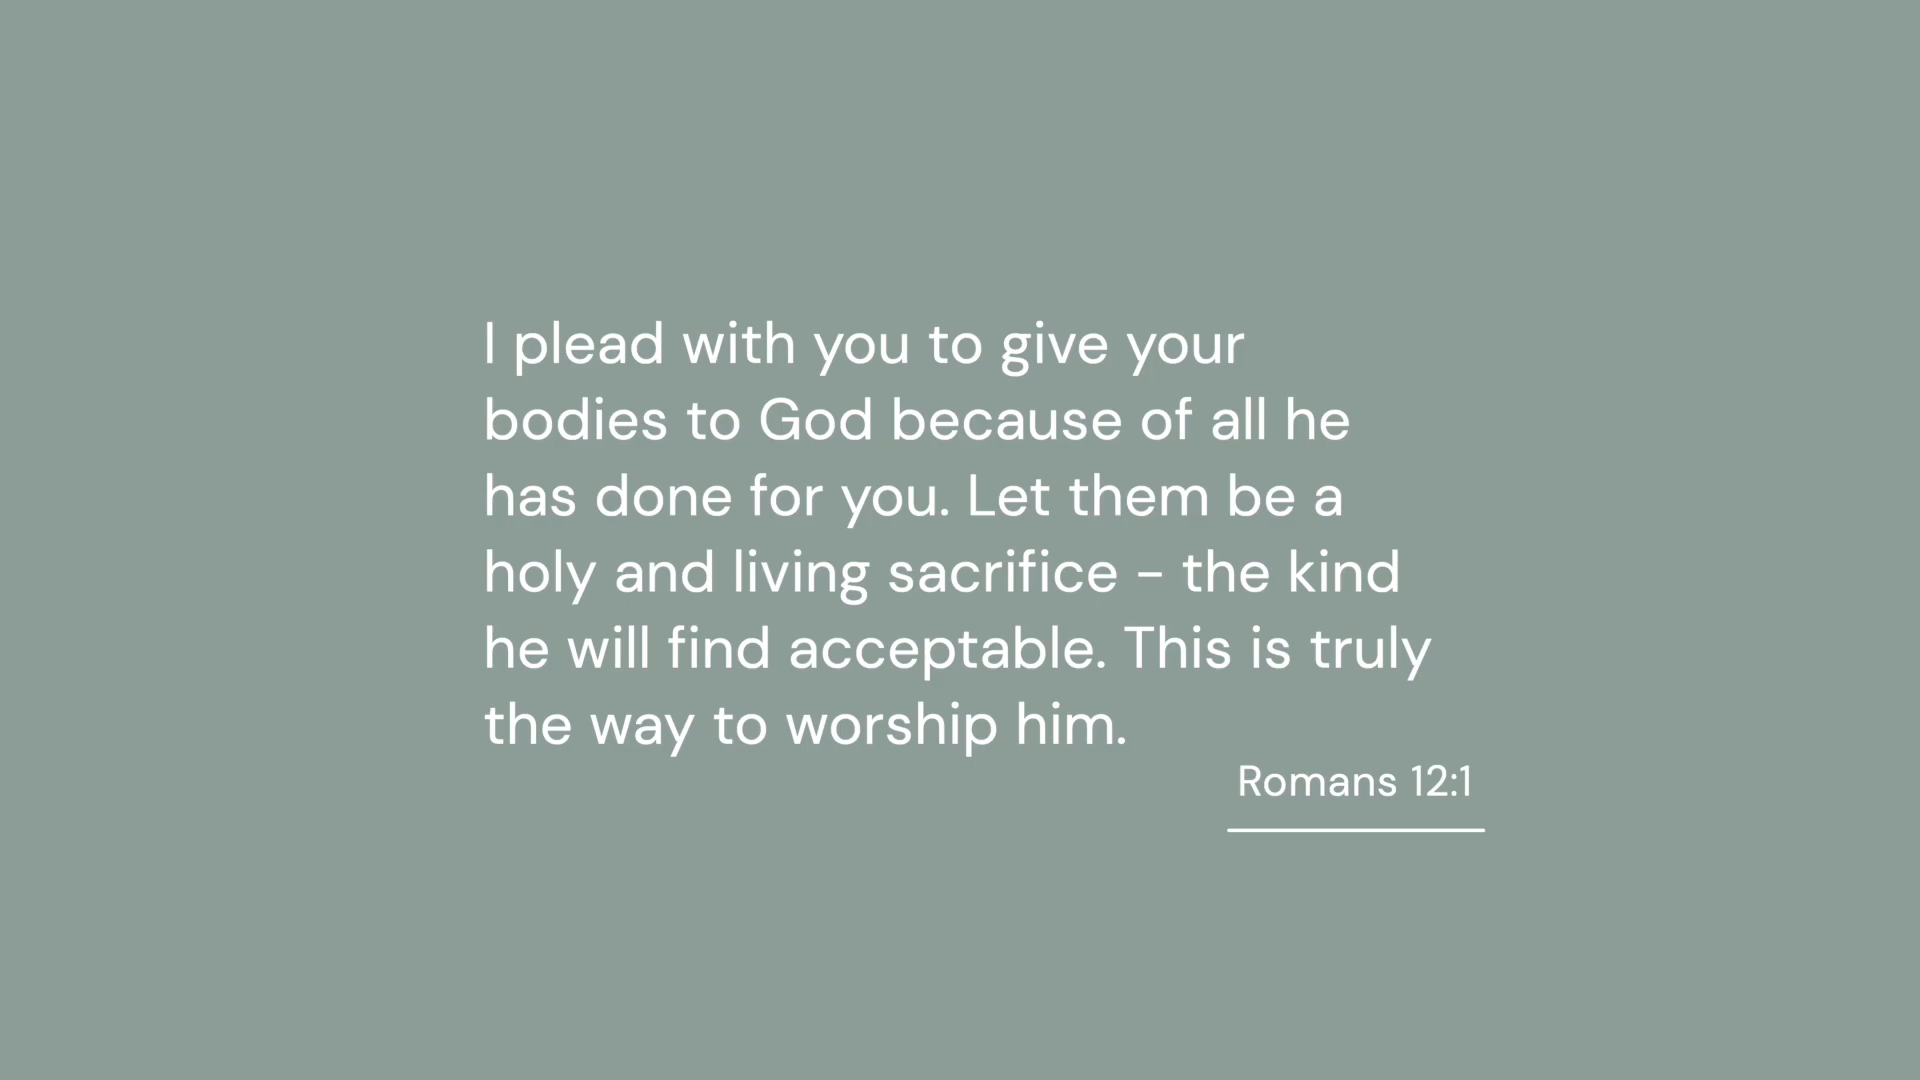 I plead with you to give your
bodies to God because of all he
has done for you. Let them be a
holy and living sacrifice - the kind
he will find acceptable. This is truly
the way to worship him.
Romans 12:1